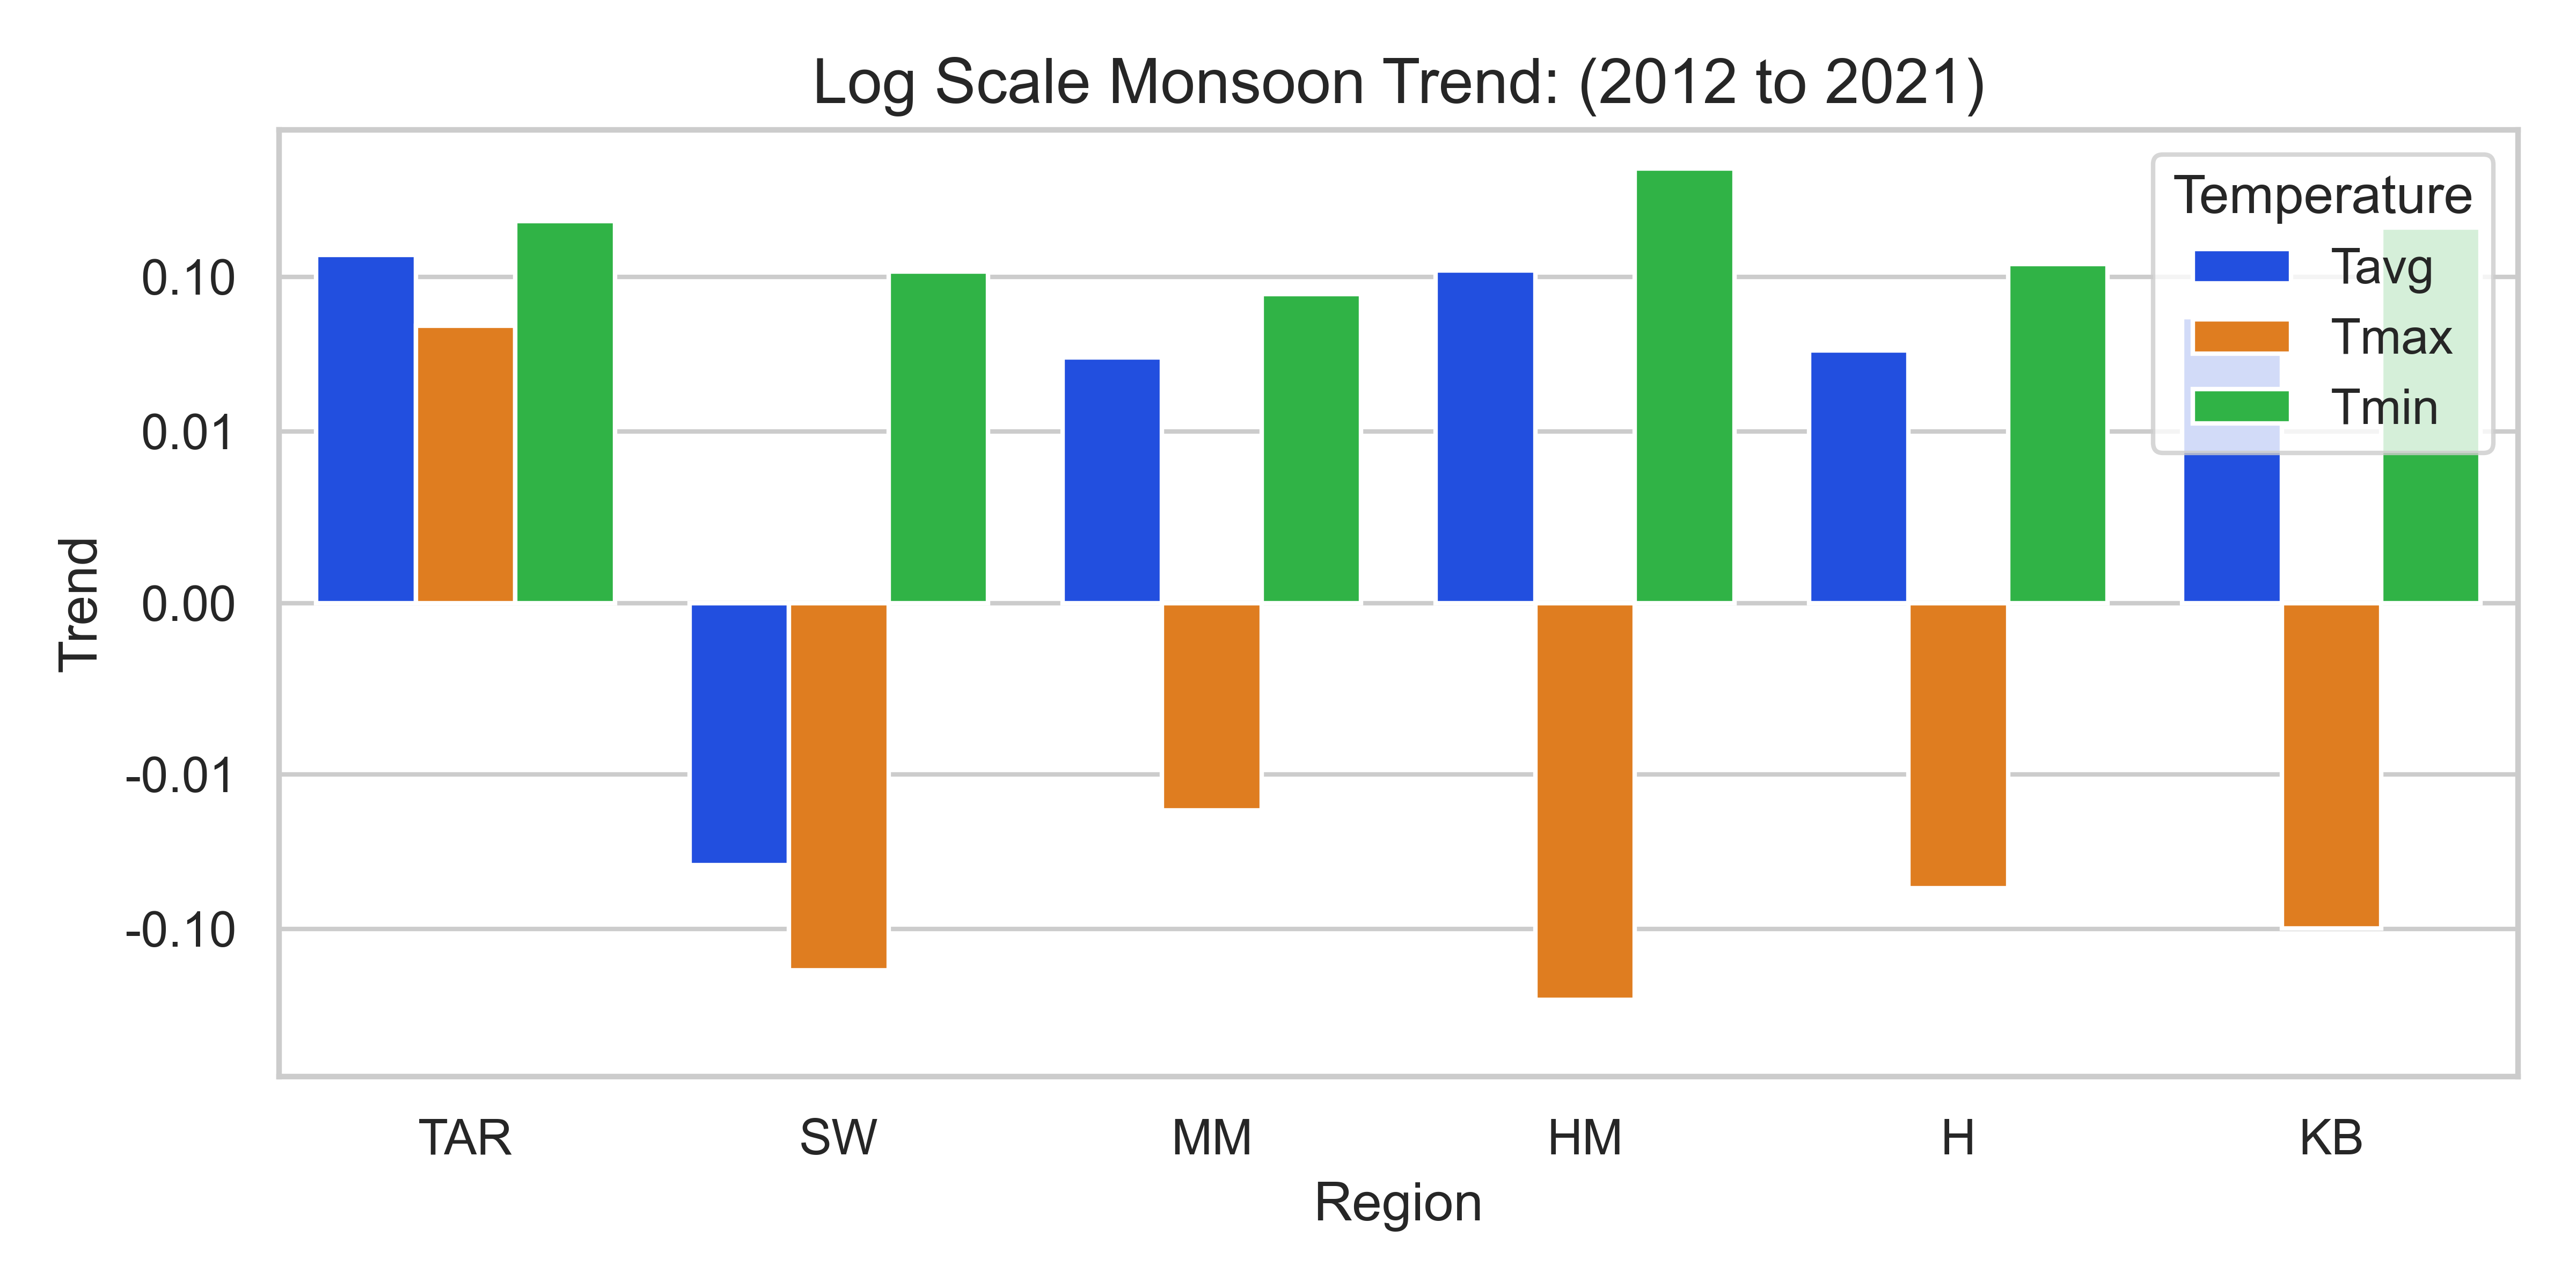 Log Scale Monsoon Trend: (2012 to 2021)
Temperature
Tavg
Tmax
Tmin
0.10
0.01
0.00
-0.01
-0.10
Trend
TAR SW MM HM H KB
Region